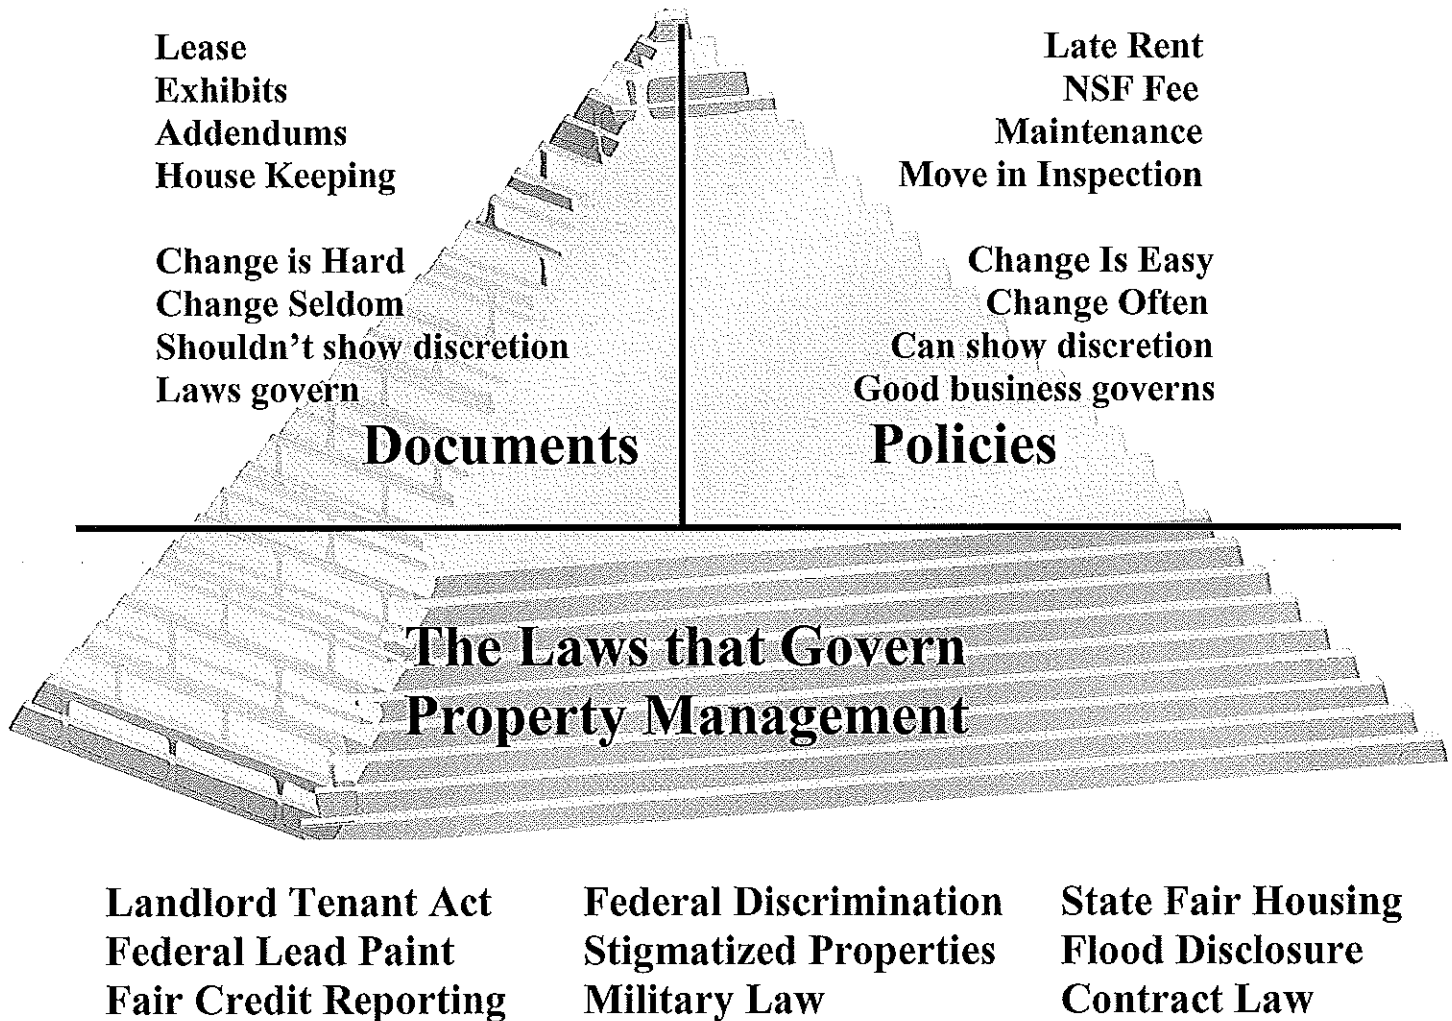 Lease
Exhibits
Addendums
House Keeping
Change is Hard
Change Seldom
Shouldn't show discretion
Laws govern
Documents
Late Rent
NSF Fee
Maintenance
Move in Inspection
Change Is Easy
Change Often
Can show discretion
Good business governs
Policies
The Laws that Govern
Property Management
Landlord Tenant Act
Federal Lead Paint
Fair Credit Reporting
Federal Discrimination
Stigmatized Properties
Military Law
State Fair Housing
Flood Disclosure
Contract Law